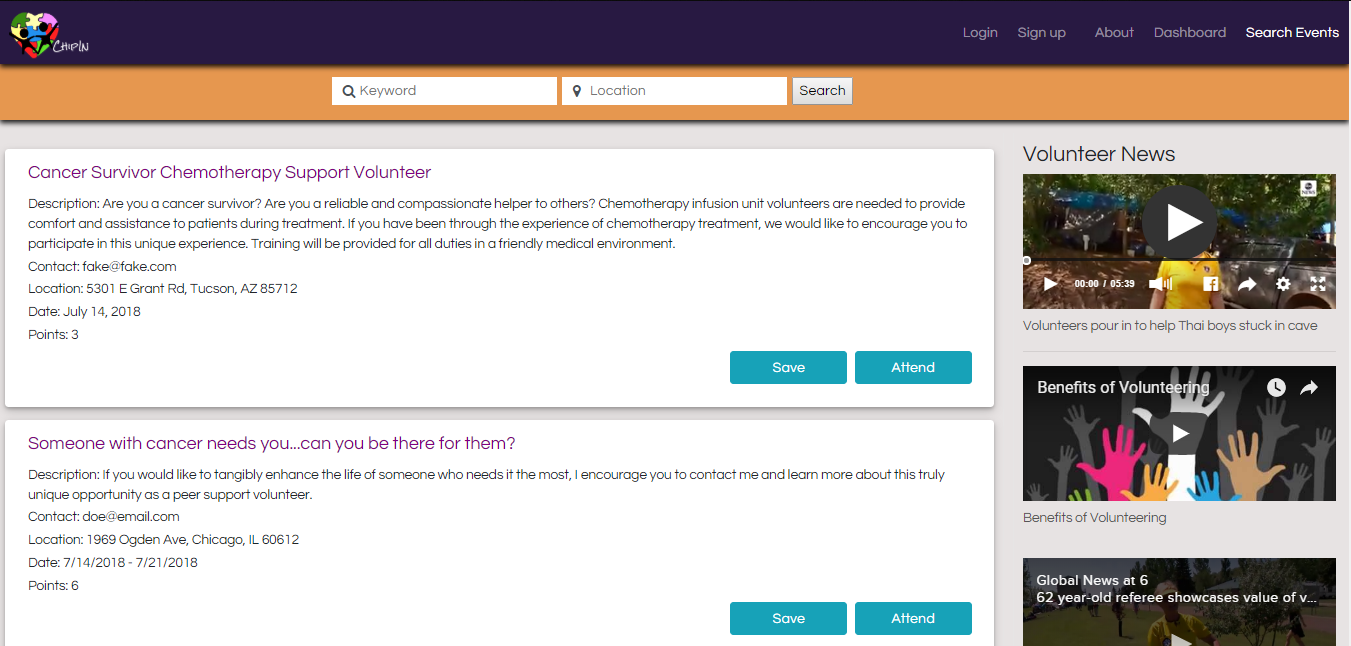 ChipIn
Login Sign up About Dashboard Search Events
Keyword Location Search
Cancer Survivor Chemotherapy Support Volunteer
Description: Are you a cancer survivor? Are you a reliable and compassionate helper to others? Chemotherapy infusion unit volunteers are needed to provide
comfort and assistance to patients during treatment. If you have been through the experience of chemotherapy treatment, we would like to encourage you to
participate in this unique experience. Training will be provided for all duties in a friendly medical environment.
Contact: fake@fake.com
Location: 5301 E Grant Rd, Tucson, AZ 85712
Date: July 14, 2018
Points: 3
Save Attend
Someone with cancer needs you...can you be there for them?
Description: If you would like to tangibly enhance the life of someone who needs it the most, I encourage you to contact me and learn more about this truly
unique opportunity as a peer support volunteer.
Contact: doe@email.com
Location: 1969 Ogden Ave, Chicago, IL 60612
Date: 7/14/2018 - 7/21/2018
Points: 6
Save Attend
Volunteer News
abc
NEWS
00:00 / 05:39
Volunteers pour in to help Thai boys stuck in cave
Benefits of Volunteering
Benefits of Volunteering
Global News at 6
62 year-old referee showcases value of v...